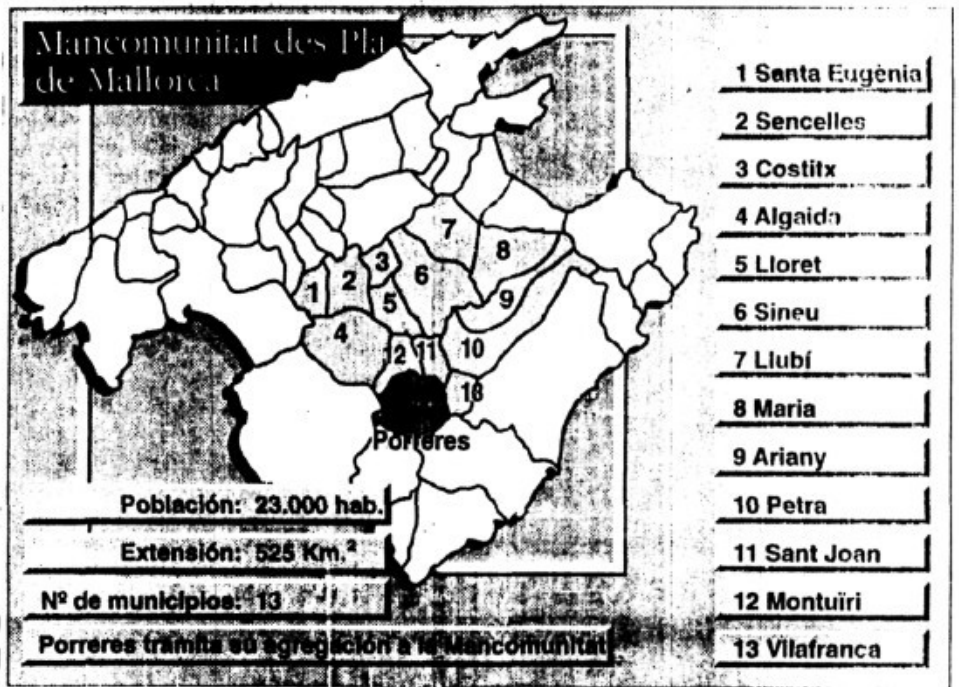 Mancomunitat des Pla
de Mallorca
1 Santa Eugènia
2 Sencelles
3 Costitx
4 Algaida
5 Lloret
6 Sineu
7 Llubí
8 Maria
9 Ariany
10 Petra
11 Sant Joan
12 Montuïri
13 Vilafranca
7
8
3
6
2
1
5
9
4
12
11
10
13
Porreres
Población: 23.000 hab.
Extensión: 525 Km.²
Nº de municipios: 13
Porreres tramita su agregación a la Mancomunitat